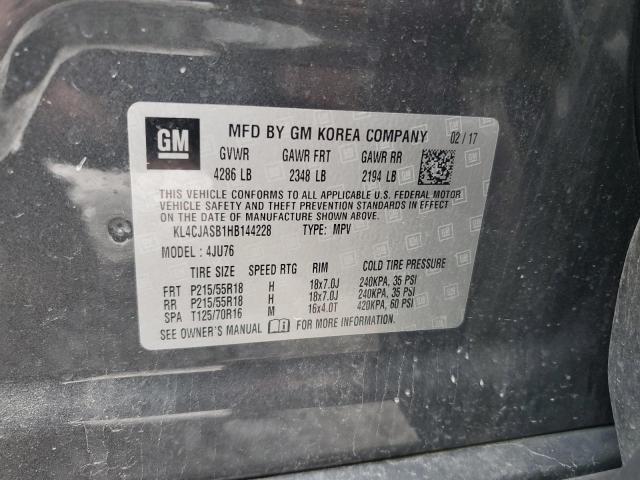 GM MFD BY GM KOREA COMPANY 02 / 17
GVWR GAWR FRT GAWR RR
4286 LB 2348 LB 2194 LB
THIS VEHICLE CONFORMS TO ALL APPLICABLE U.S. FEDERAL MOTOR
VEHICLE SAFETY AND THEFT PREVENTION STANDARDS IN EFFECT
ON THE DATE OF MANUFACTURE SHOWN ABOVE.
KL4CJASB1HB144228 TYPE: MPV
MODEL : 4JU76
TIRE SIZE SPEED RTG RIM COLD TIRE PRESSURE
FRT P215/55R18 H 18x7.0J 240KPA, 35 PSI
RR P215/55R18 H 18x7.0J 240KPA, 35 PSI
SPA T125/70R16 M 16x4.0T 420KPA, 60 PSI
SEE OWNER'S MANUAL FOR MORE INFORMATION.